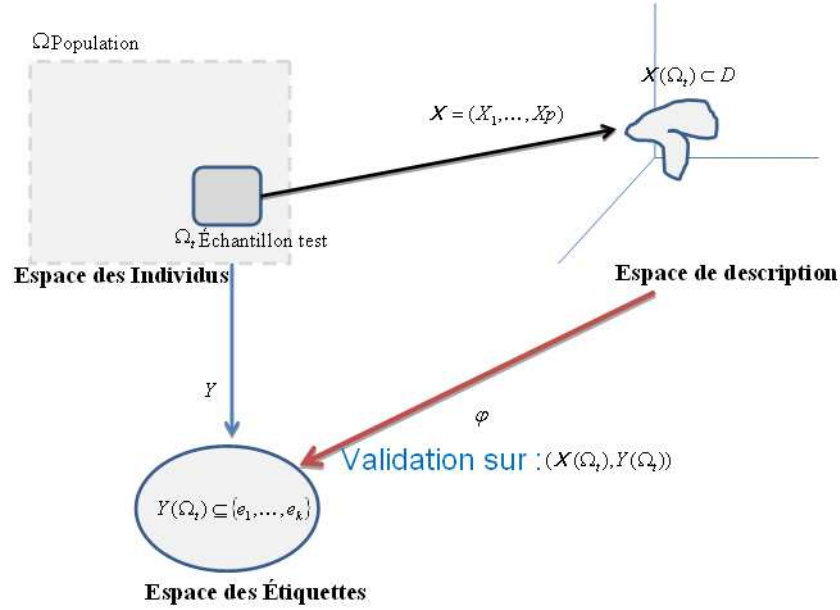 Ω Population
X(Ωₜ) ⊂ D
X = (X₁,…, Xp)
Ωₜ Échantillon test
Espace des Individus
Espace de description
Y
φ
Validation sur : (X(Ωₜ),Y(Ωₜ))
Y(Ωₜ) ⊆ {e₁,…, eₖ}
Espace des Étiquettes